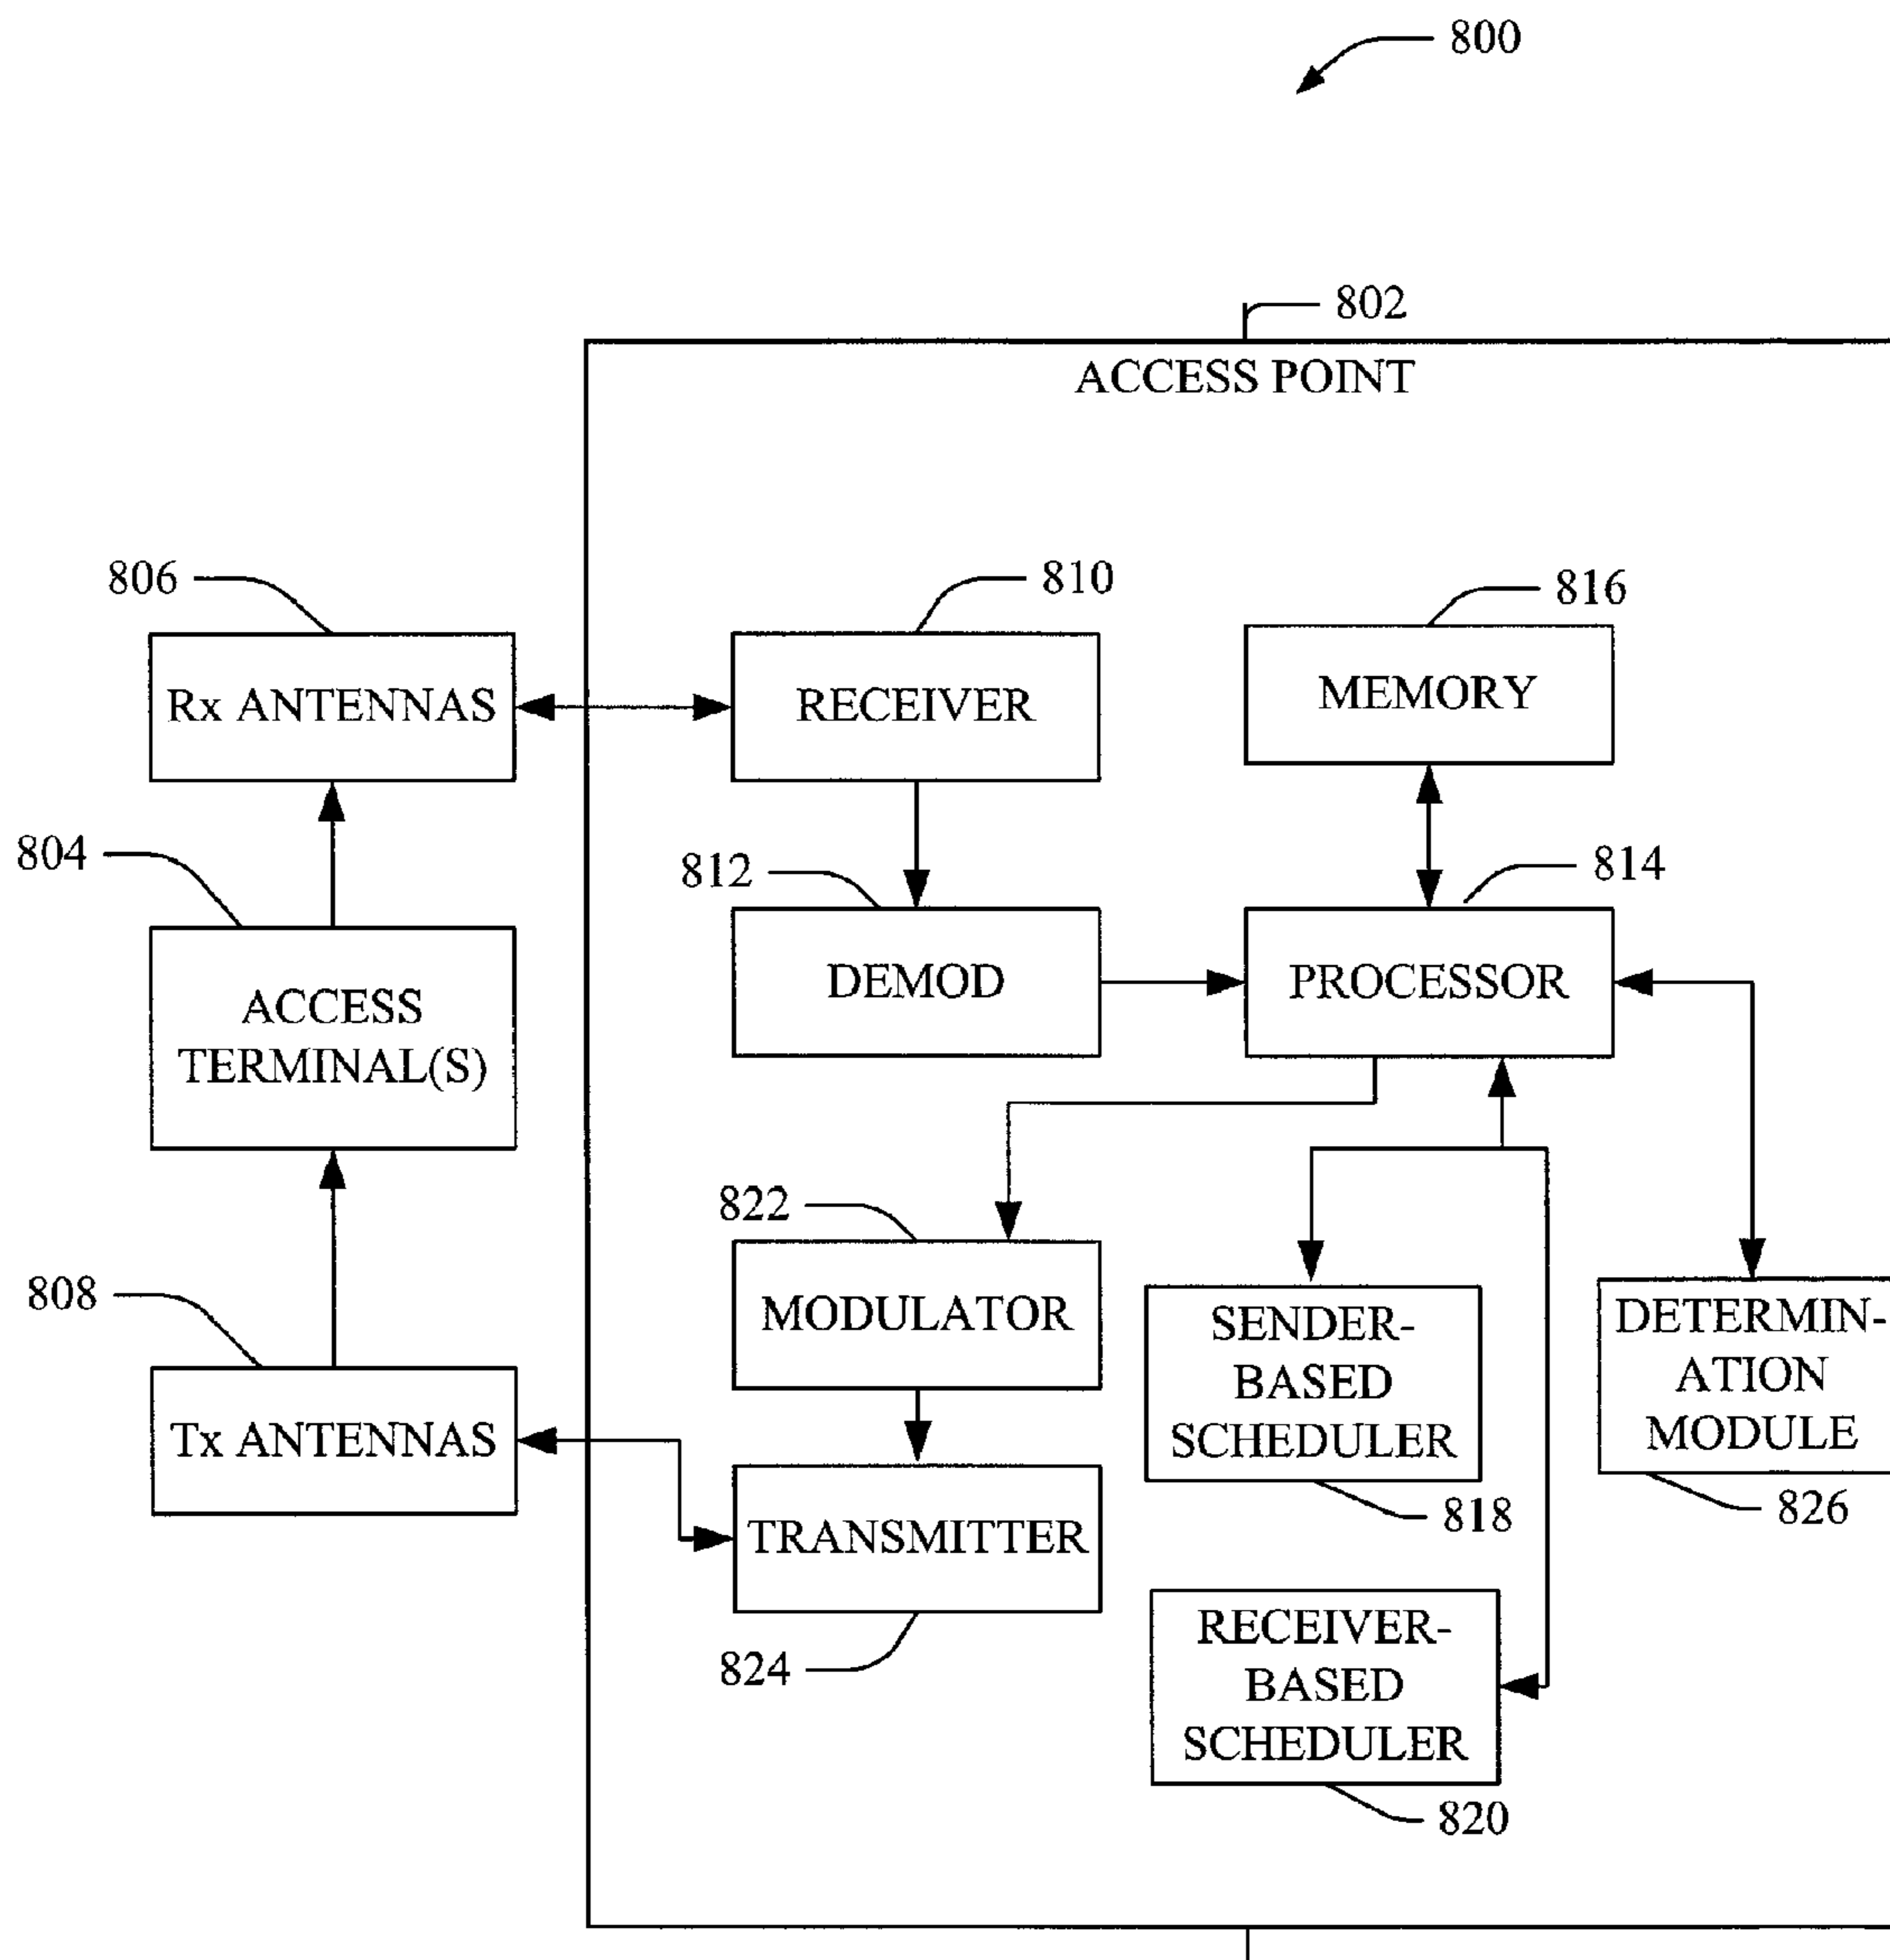 800
802
ACCESS POINT
806
810
816
Rx ANTENNAS
RECEIVER
MEMORY
804
812
814
ACCESS
TERMINAL(S)
DEMOD
PROCESSOR
822
808
MODULATOR
SENDER-
BASED
SCHEDULER
DETERMIN-
ATION
MODULE
Tx ANTENNAS
818
826
TRANSMITTER
824
RECEIVER-
BASED
SCHEDULER
820